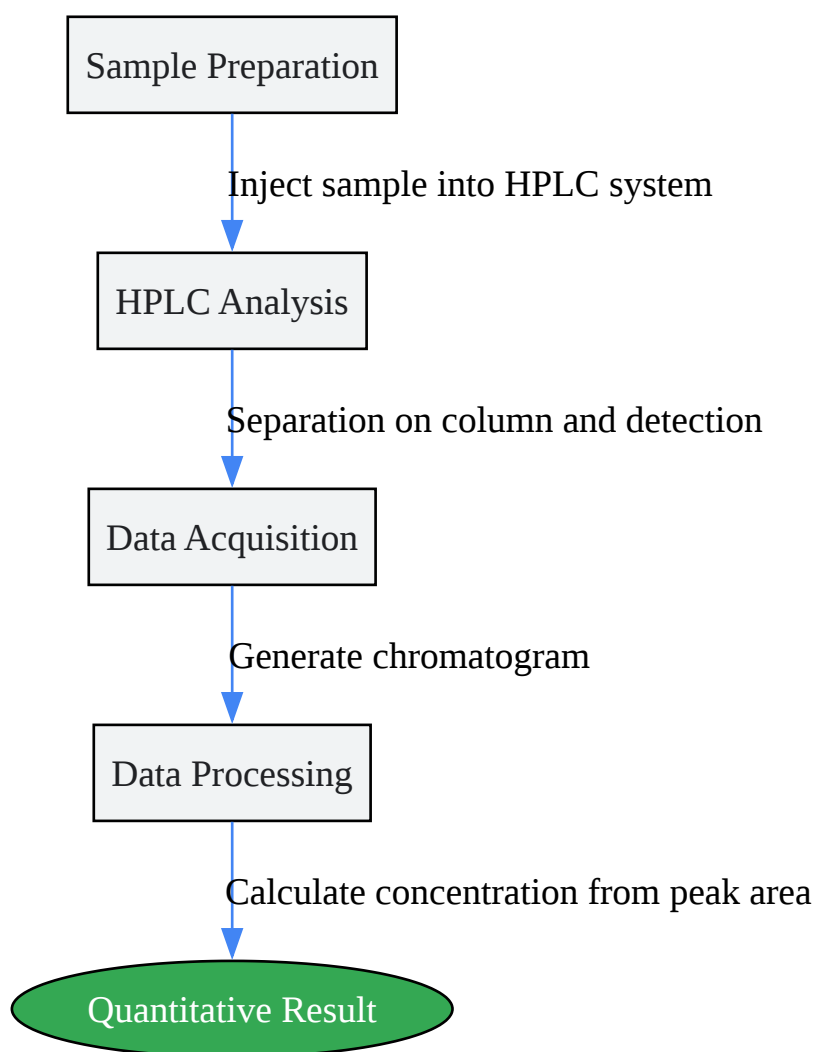 Sample Preparation
Inject sample into HPLC system
HPLC Analysis
Separation on column and detection
Data Acquisition
Generate chromatogram
Data Processing
Calculate concentration from peak area
Quantitative Result